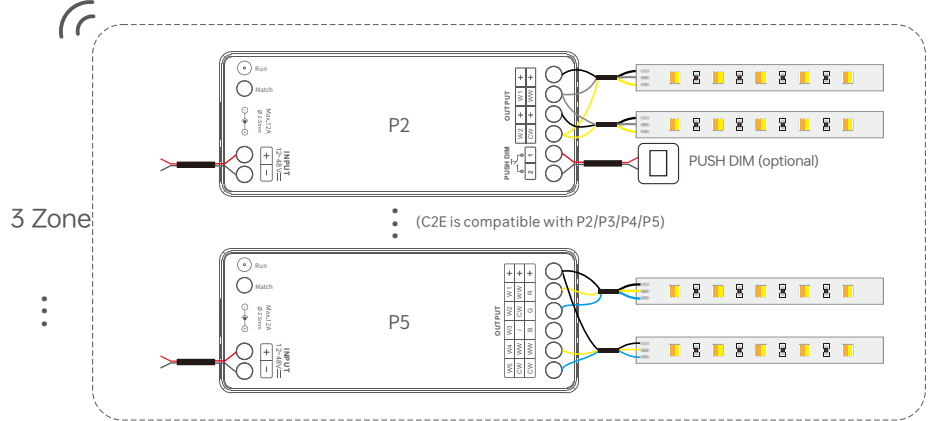 3 Zone
Run
Match
Max.12A
Ø 2.5mm
INPUT
12~48V
+
−
P2
OUTPUT
+ +
W1 WW
+ +
W2 CW
PUSH DIM
1
2
PUSH DIM (optional)
(C2E is compatible with P2/P3/P4/P5)
Run
Match
Max.12A
Ø 2.5mm
INPUT
12~48V
+
−
P5
OUTPUT
+ + +
W1 WW R
W2 CW G
W3 / B
W4 WW WW
W5 CW CW